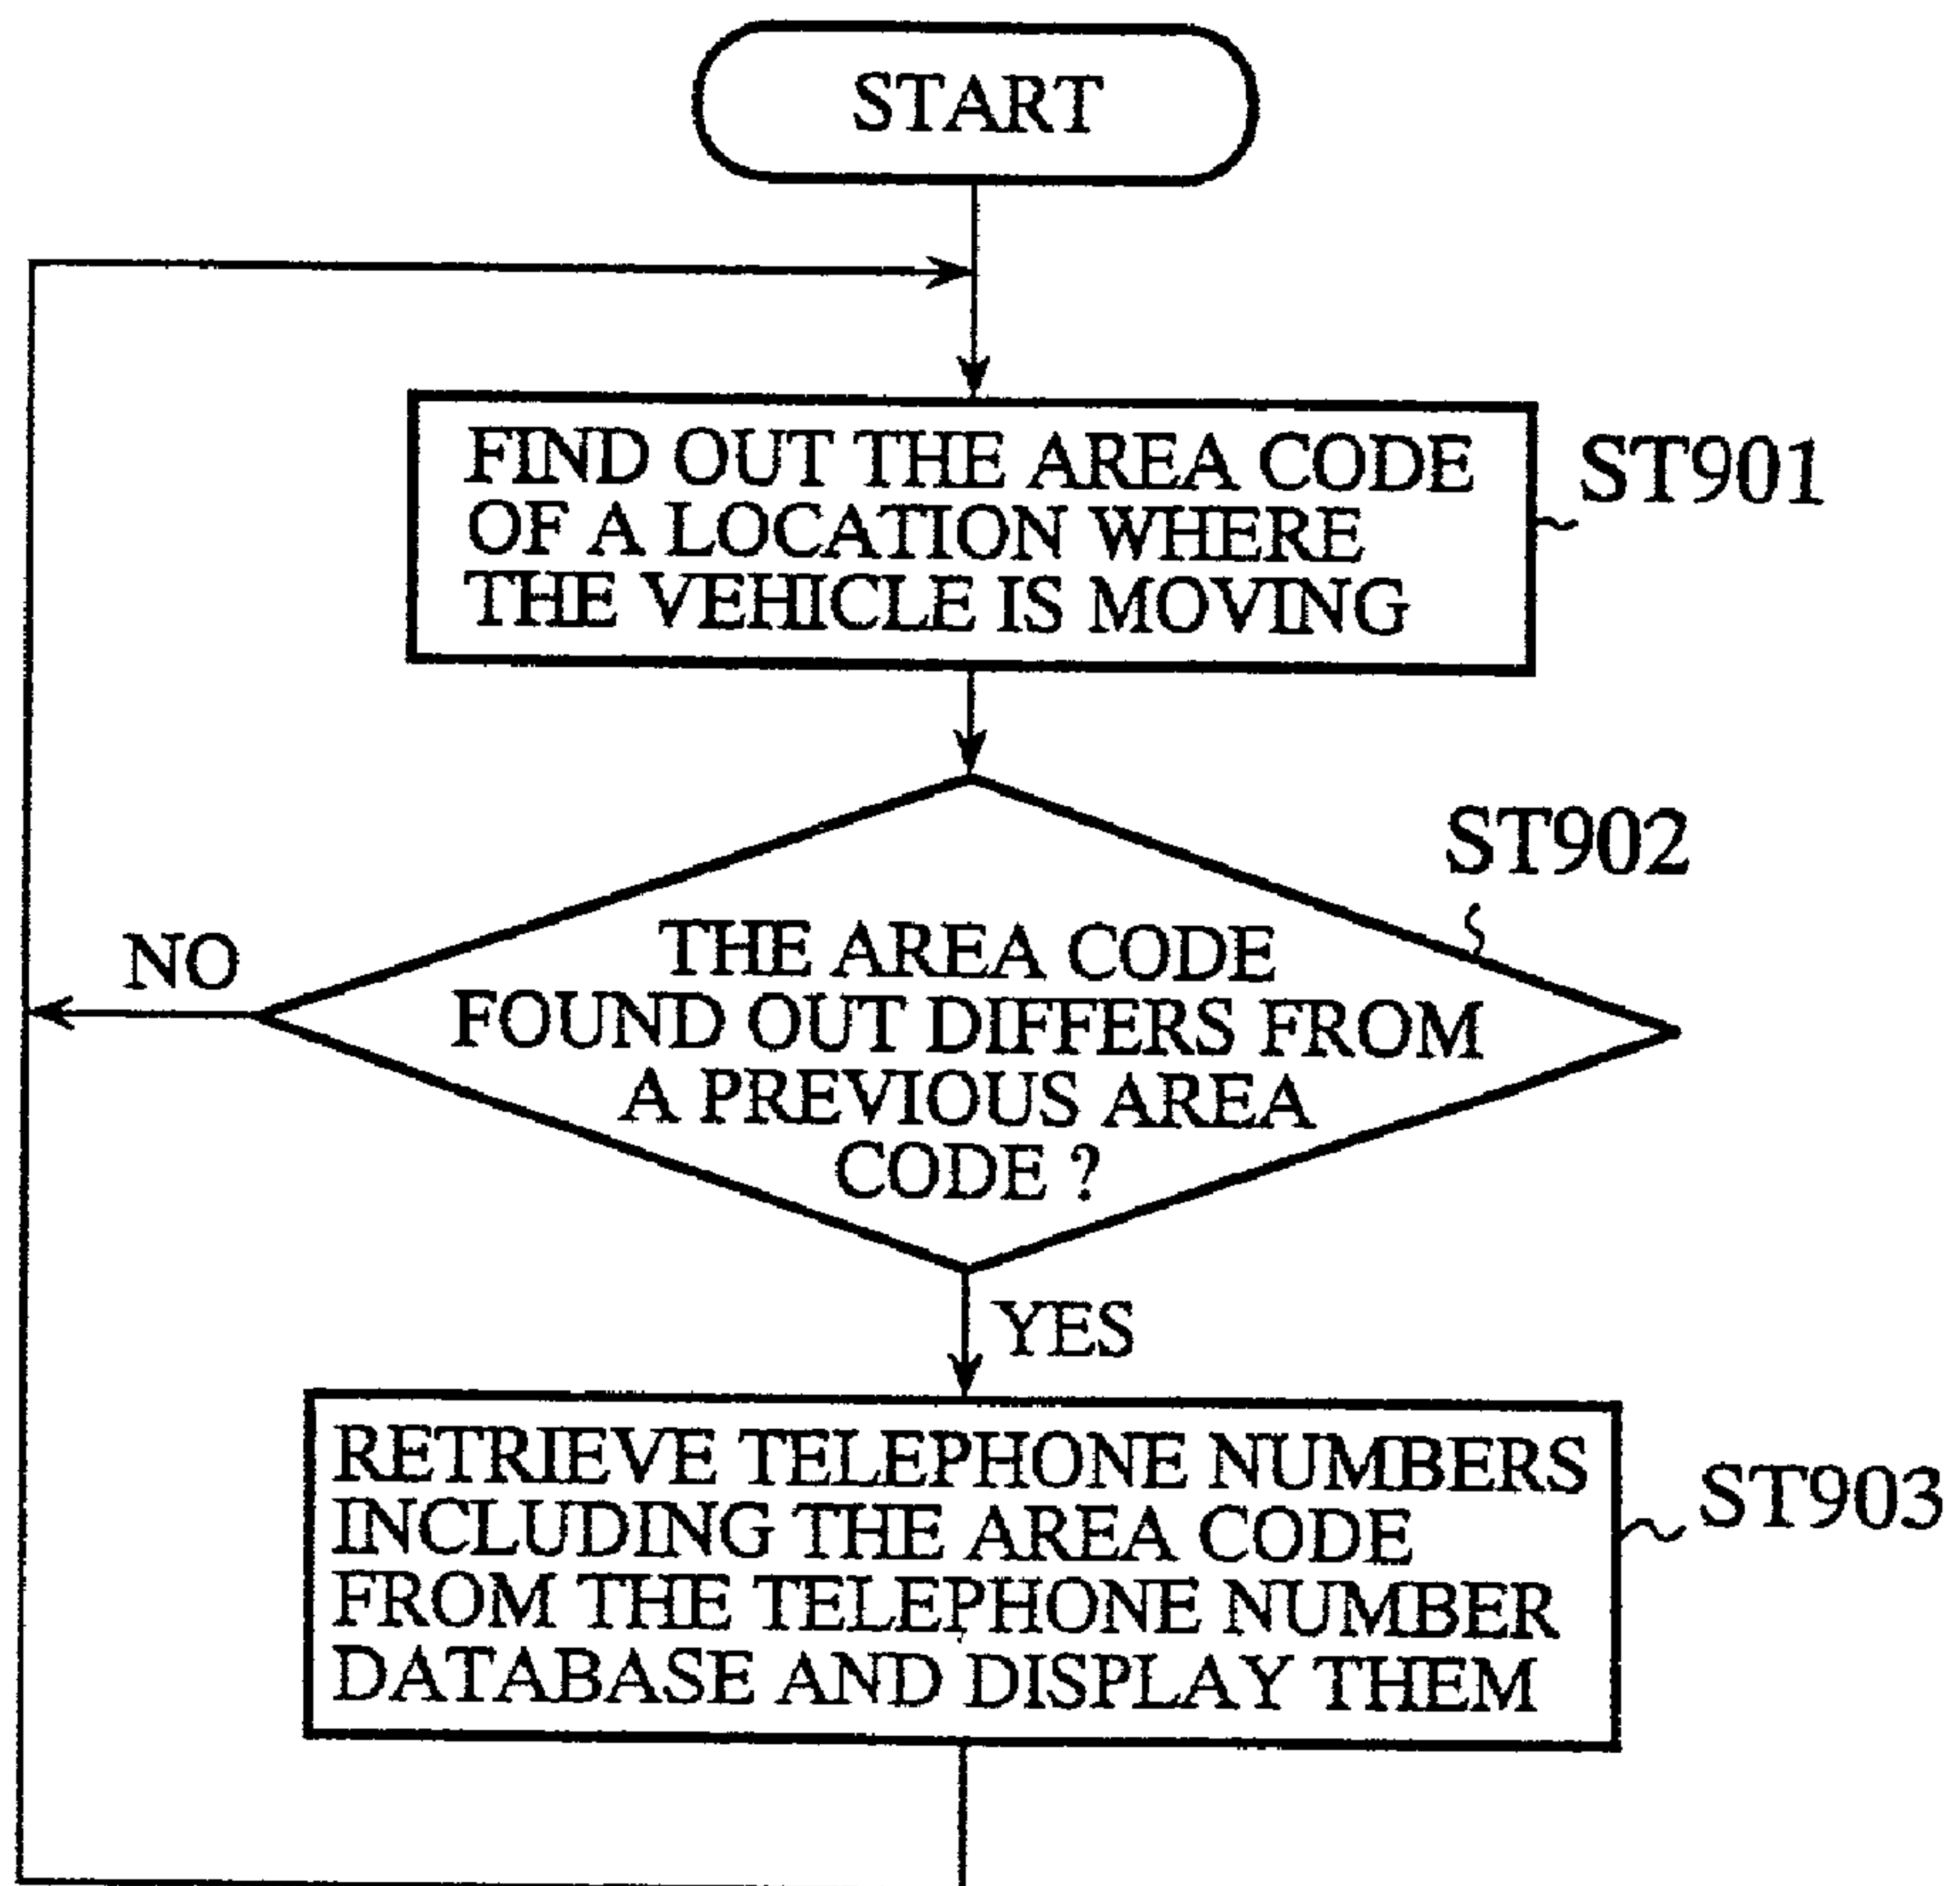 START
FIND OUT THE AREA CODE
OF A LOCATION WHERE
THE VEHICLE IS MOVING
ST901
ST902
THE AREA CODE
FOUND OUT DIFFERS FROM
A PREVIOUS AREA
CODE ?
NO
YES
RETRIEVE TELEPHONE NUMBERS
INCLUDING THE AREA CODE
FROM THE TELEPHONE NUMBER
DATABASE AND DISPLAY THEM
ST903